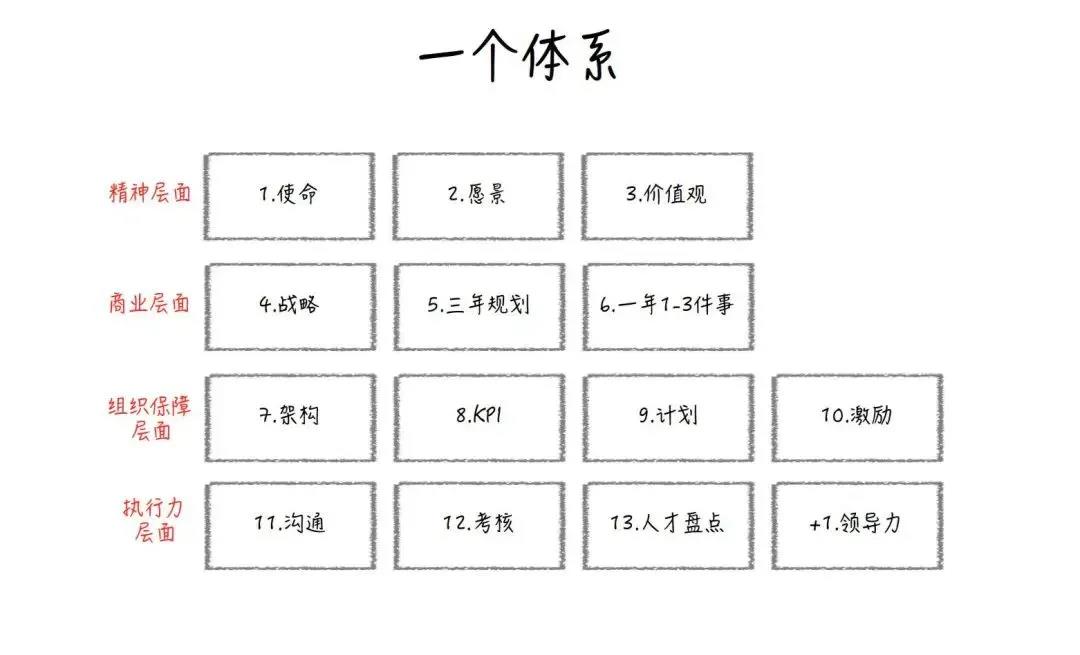 一个体系
精神层面
1.使命
2.愿景
3.价值观
商业层面
4.战略
5.三年规划
6.一年1-3件事
组织保障
层面
7.架构
8.KPI
9.计划
10.激励
执行力
层面
11.沟通
12.考核
13.人才盘点
+1.领导力